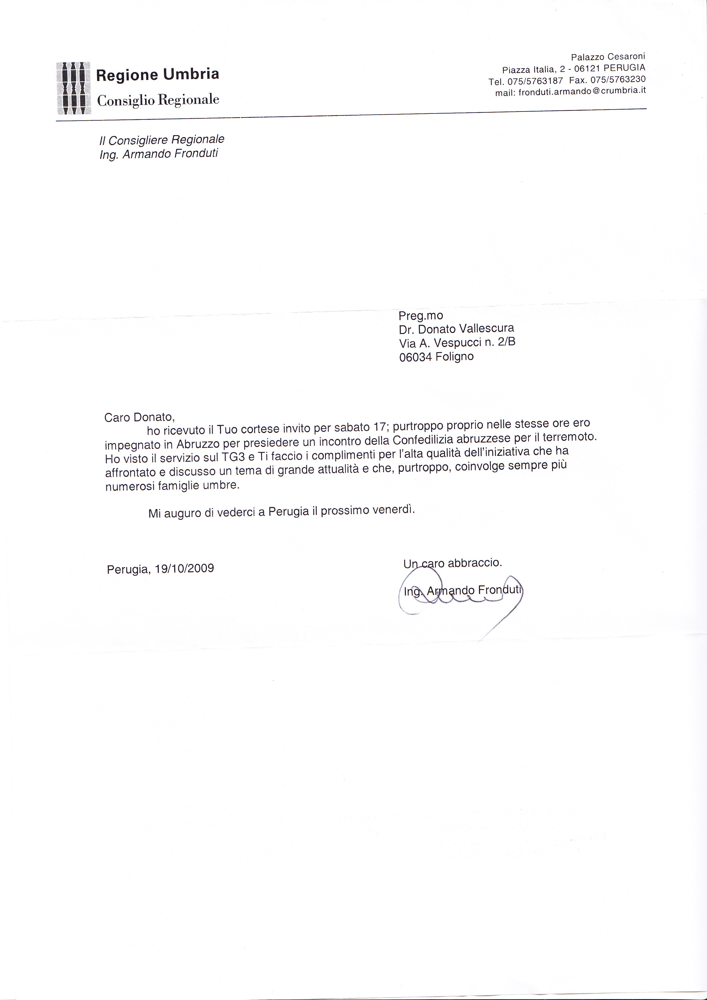 Regione Umbria
Consiglio Regionale
Palazzo Cesaroni
Piazza Italia, 2 - 06121 PERUGIA
Tel. 075/5763187 Fax. 075/5763230
mail: fronduti.armando@crumbria.it
Il Consigliere Regionale
Ing. Armando Fronduti
Preg.mo
Dr. Donato Vallescura
Via A. Vespucci n. 2/B
06034 Foligno
Caro Donato,
ho ricevuto il Tuo cortese invito per sabato 17; purtroppo proprio nelle stesse ore ero
impegnato in Abruzzo per presiedere un incontro della Confedilizia abruzzese per il terremoto.
Ho visto il servizio sul TG3 e Ti faccio i complimenti per l'alta qualità dell'iniziativa che ha
affrontato e discusso un tema di grande attualità e che, purtroppo, coinvolge sempre più
numerosi famiglie umbre.
Mi auguro di vederci a Perugia il prossimo venerdì.
Perugia, 19/10/2009
Un caro abbraccio.
Ing. Armando Fronduti